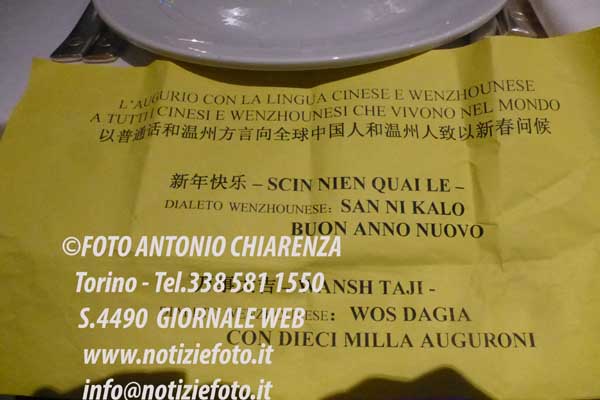 L'AUGURIO CON LA LINGUA CINESE E WENZHOUNESE
A TUTTI I CINESI E WENZHOUNESI CHE VIVONO NEL MONDO
以普通话和温州方言向全球中国人和温州人致以新春问候
新年快乐 – SCIN NIEN QUAI LE –
DIALETO WENZHOUNESE: SAN NI KALO
BUON ANNO NUOVO
©FOTO ANTONIO CHIARENZA
Torino - Tel.338 581 1550
吉 – WANSH TAJI -
S.4490 GIORNALE WEB
WOS DAGIA
www.notiziefoto.it
CON DIECI MILLA AUGURONI
info@notiziefoto.it